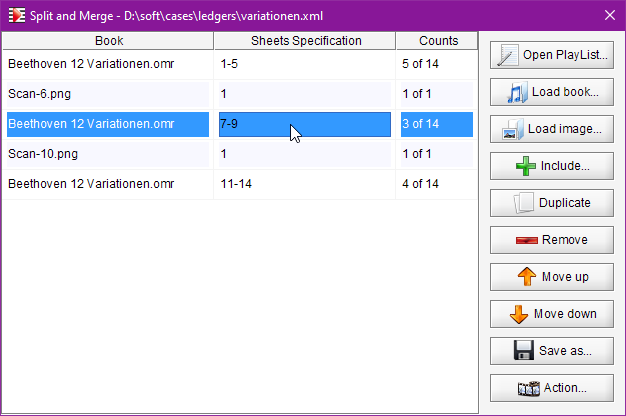 Split and Merge - D:\soft\cases\ledgers\variationen.xml
Book Sheets Specification Counts
Beethoven 12 Variationen.omr 1-5 5 of 14
Scan-6.png 1 1 of 1
Beethoven 12 Variationen.omr 7-9 3 of 14
Scan-10.png 1 1 of 1
Beethoven 12 Variationen.omr 11-14 4 of 14
Open PlayList...
Load book...
Load image...
Include...
Duplicate
Remove
Move up
Move down
Save as...
Action...